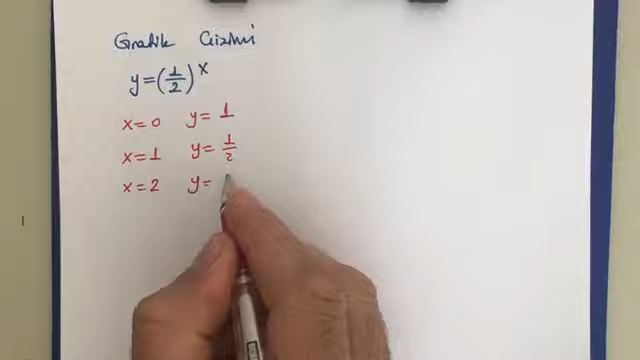 Grafik Çizimi
y=(1/2)^x
x=0 y=1
x=1 y=1/2
x=2 y=